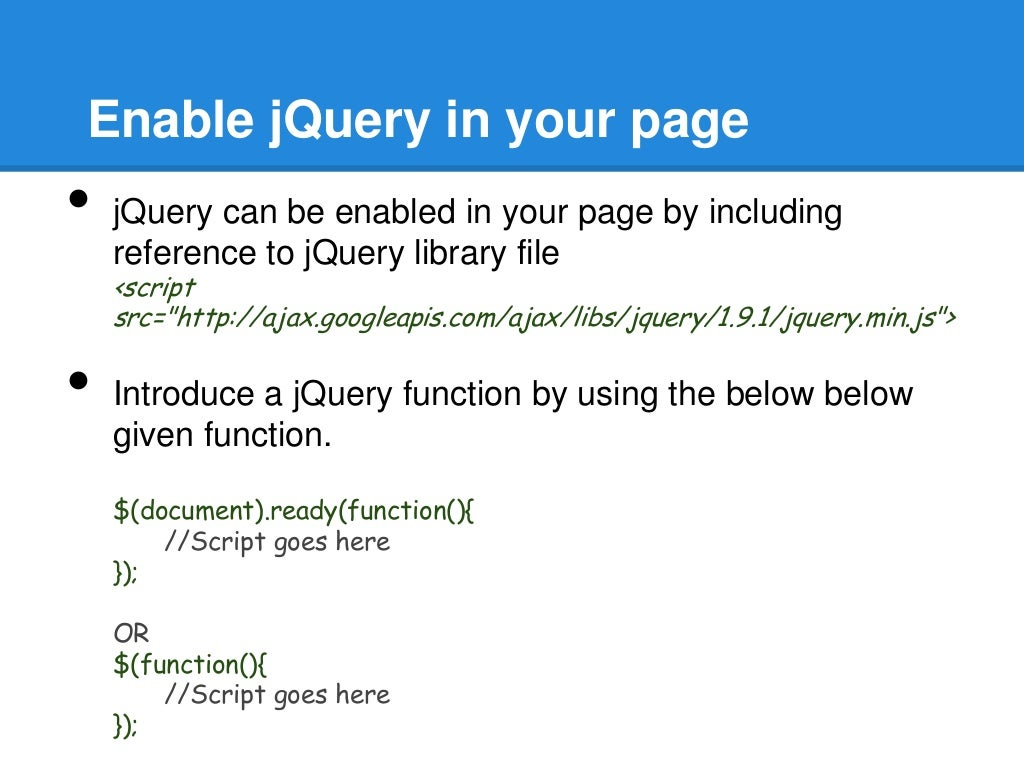 Enable jQuery in your page
• jQuery can be enabled in your page by including
reference to jQuery library file
<script
src="http://ajax.googleapis.com/ajax/libs/jquery/1.9.1/jquery.min.js">
• Introduce a jQuery function by using the below below
given function.
$(document).ready(function(){
//Script goes here
});
OR
$(function(){
//Script goes here
});